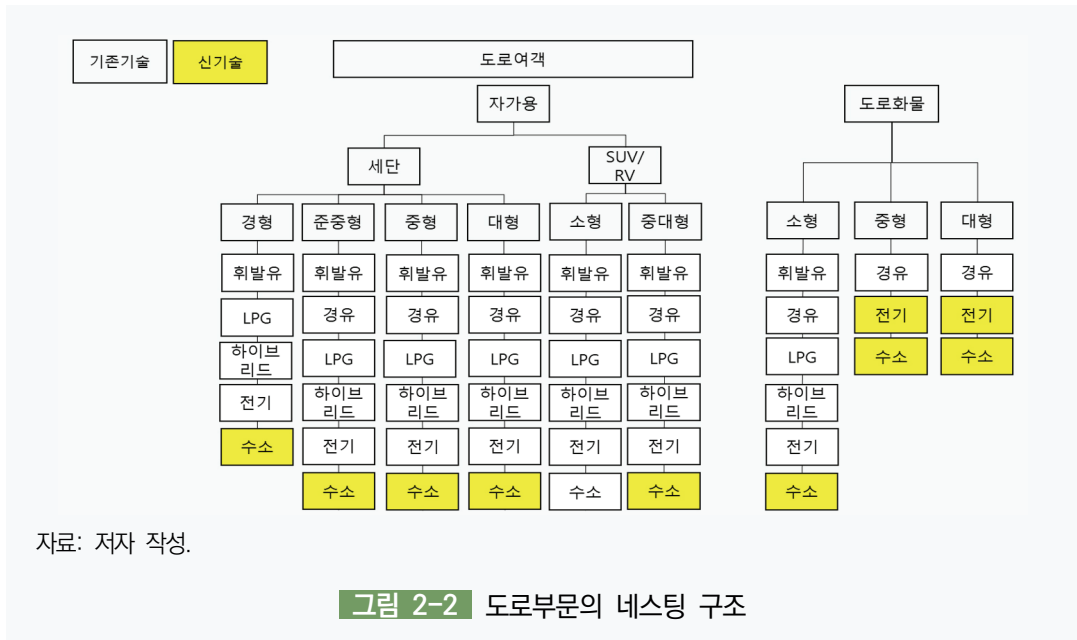 기존기술 신기술 도로여객
자가용 도로화물
세단 SUV/
RV
경형 준중형 중형 대형 소형 중대형 소형 중형 대형
휘발유 휘발유 휘발유 휘발유 휘발유 휘발유 휘발유 경유 경유
LPG 경유 경유 경유 경유 경유 경유 전기 전기
하이브
리드 LPG LPG LPG LPG LPG LPG 수소 수소
전기 하이브
리드 하이브
리드 하이브
리드 하이브
리드 하이브
리드 하이브
리드
수소 전기 전기 전기 전기 전기 전기
수소 수소 수소 수소 수소 수소
자료: 저자 작성.
그림 2-2 도로부문의 네스팅 구조